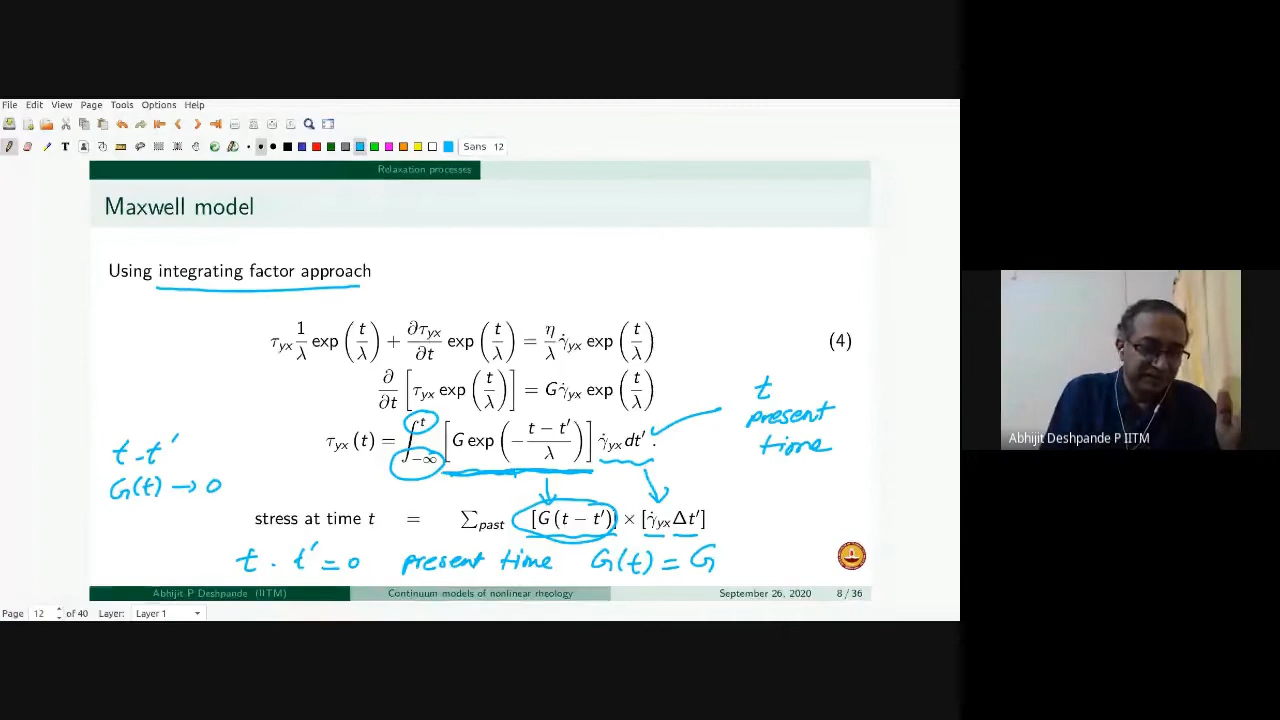 File Edit View Page Tools Options Help
Sans 12
Relaxation processes
Maxwell model
Using integrating factor approach
τyx 1/λ exp (t/λ) + ∂τyx/∂t exp (t/λ) = η/λ γ̇yx exp (t/λ) (4)
∂/∂t [τyx exp (t/λ)] = Gγ̇yx exp (t/λ)
τyx (t) = ∫_{-∞}^{t} [G exp (− t − t′/λ)] γ̇yx dt′ .
t
present
time
t - t′
G(t) → 0
stress at time t = ∑past [G (t − t′)] × [γ̇yx Δt′]
t - t′ = 0 present time G(t) = G
Abhijit P Deshpande (IITM) Continuum models of nonlinear rheology September 26, 2020 8 / 36
Page 12 of 40 Layer: Layer 1
Abhijit Deshpande P IITM